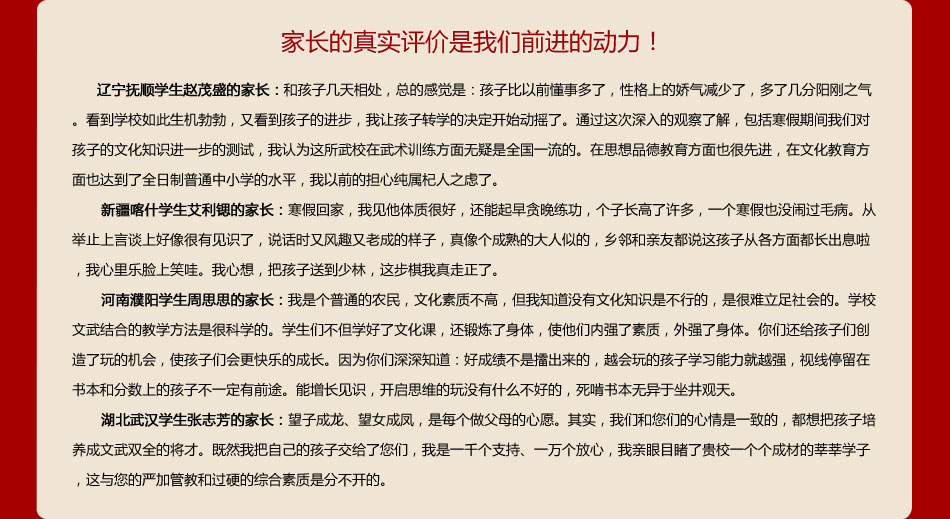 家长的真实评价是我们前进的动力！
辽宁抚顺学生赵茂盛的家长：和孩子几天相处，总的感觉是：孩子比以前懂事多了，性格上的娇气减少了，多了几分阳刚之气
。看到学校如此生机勃勃，又看到孩子的进步，我让孩子转学的决定开始动摇了。通过这次深入的观察了解，包括寒假期间我们对
孩子的文化知识进一步的测试，我认为这所武校在武术训练方面无疑是全国一流的。在思想品德教育方面也很先进，在文化教育方
面也达到了全日制普通中小学的水平，我以前的担心纯属杞人之虑了。
新疆喀什学生艾利锶的家长：寒假回家，我见他体质很好，还能起早贪晚练功，个子长高了许多，一个寒假也没闹过毛病。从
举止上言谈上好像很有见识了，说话时又风趣又老成的样子，真像个成熟的大人似的，乡邻和亲友都说这孩子从各方面都长出息啦
，我心里乐脸上笑哇。我心想，把孩子送到少林，这步棋我真走正了。
河南濮阳学生周思思的家长：我是个普通的农民，文化素质不高，但我知道没有文化知识是不行的，是很难立足社会的。学校
文武结合的教学方法是很科学的。学生们不但学好了文化课，还锻炼了身体，使他们内强了素质，外强了身体。你们还给孩子们创
造了玩的机会，使孩子们会更快乐的成长。因为你们深深知道：好成绩不是擂出来的，越会玩的孩子学习能力就越强，视线停留在
书本和分数上的孩子不一定有前途。能增长见识，开启思维的玩没有什么不好的，死啃书本无异于坐井观天。
湖北武汉学生张志芳的家长：望子成龙、望女成凤，是每个做父母的心愿。其实，我们和您们的心情是一致的，都想把孩子培
养成文武双全的将才。既然我把自己的孩子交给了您们，我是一千个支持、一万个放心，我亲眼目睹了贵校一个个成材的莘莘学子
，这与您的严加管教和过硬的综合素质是分不开的。